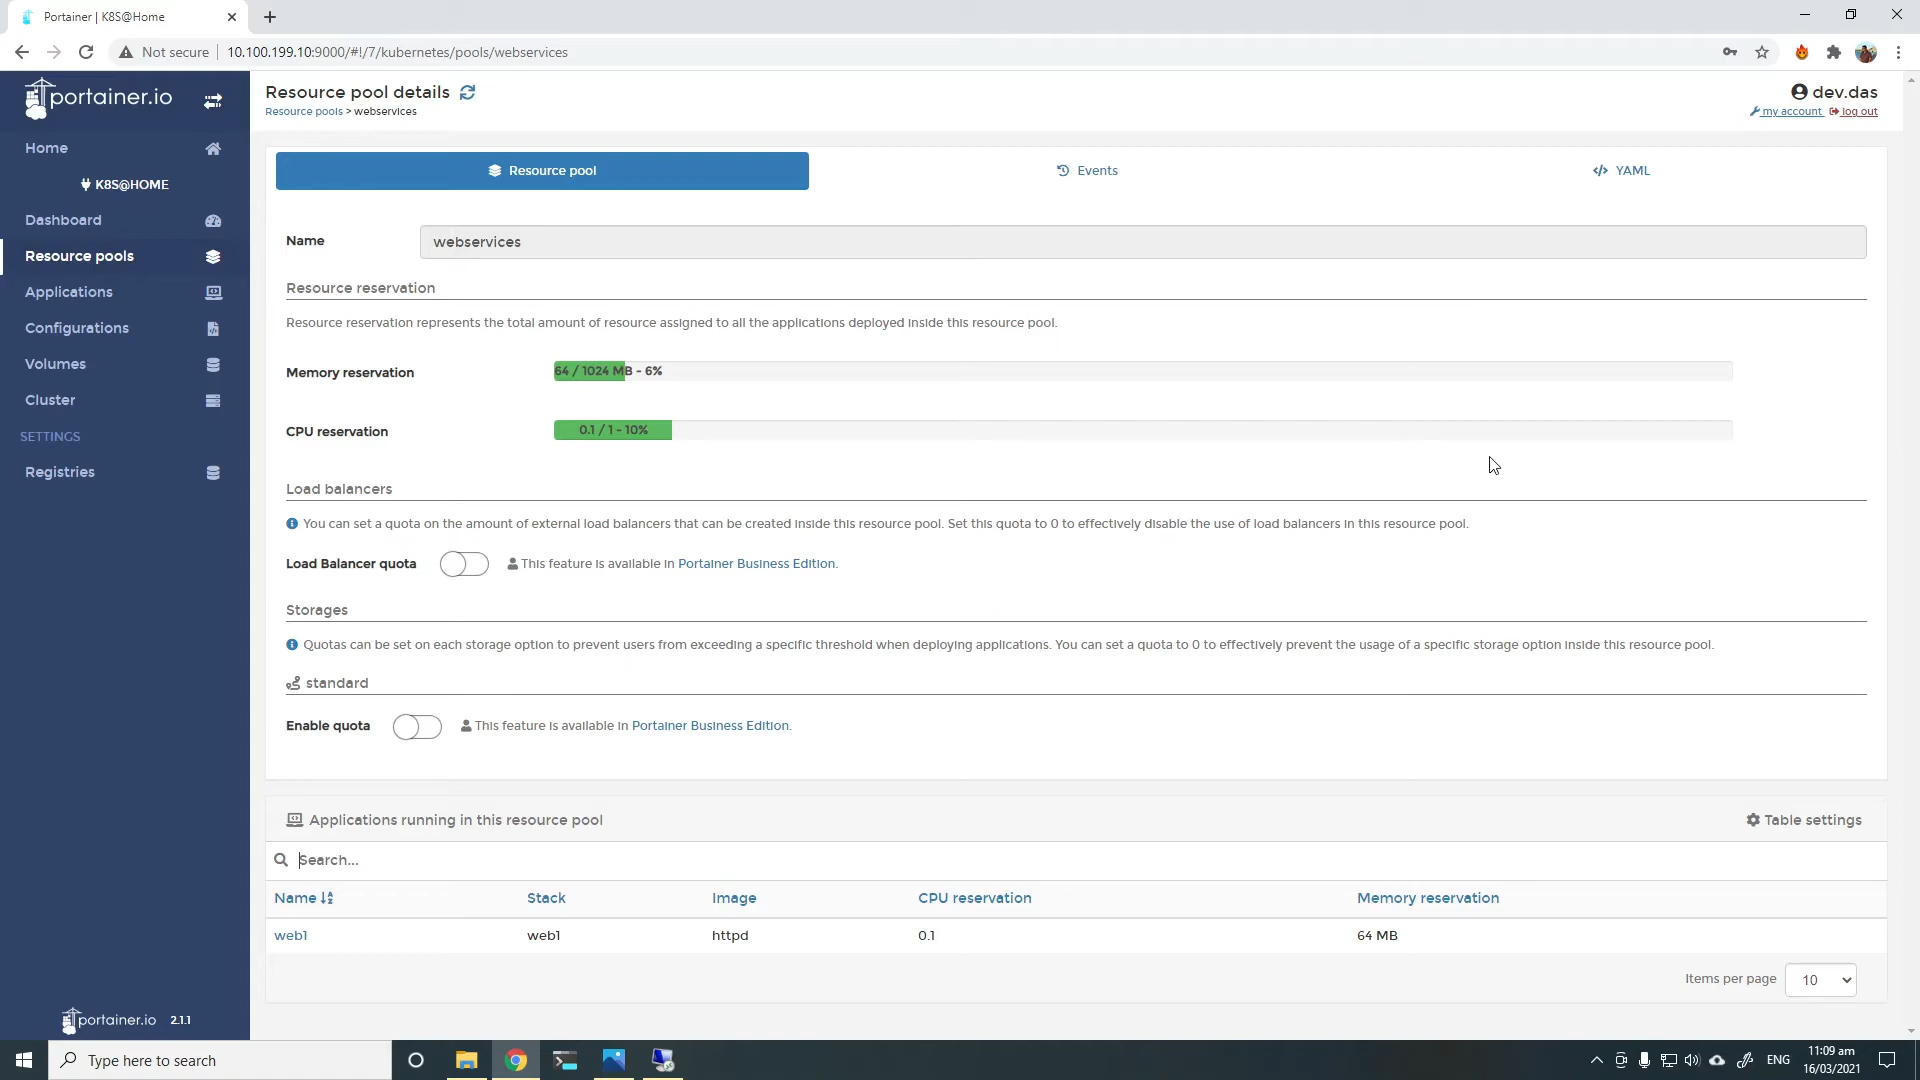 Portainer | K8S@Home
Not secure
10.100.199.10:9000/#!/7/kubernetes/pools/webservices
portainer.io
Home
K8S@HOME
Dashboard
Resource pools
Applications
Configurations
Volumes
Cluster
SETTINGS
Registries
portainer.io 2.1.1
Resource pool details
Resource pools > webservices
dev.das
my account log out
Resource pool
Events
YAML
Name
webservices
Resource reservation
Resource reservation represents the total amount of resource assigned to all the applications deployed inside this resource pool.
Memory reservation
64 / 1024 MB - 6%
CPU reservation
0.1 / 1 - 10%
Load balancers
You can set a quota on the amount of external load balancers that can be created inside this resource pool. Set this quota to 0 to effectively disable the use of load balancers in this resource pool.
Load Balancer quota
This feature is available in Portainer Business Edition.
Storages
Quotas can be set on each storage option to prevent users from exceeding a specific threshold when deploying applications. You can set a quota to 0 to effectively prevent the usage of a specific storage option inside this resource pool.
standard
Enable quota
This feature is available in Portainer Business Edition.
Applications running in this resource pool
Table settings
Search...
Name Stack Image CPU reservation Memory reservation
web1 web1 httpd 0.1 64 MB
Items per page 10
Type here to search
ENG
11:09 am
16/03/2021